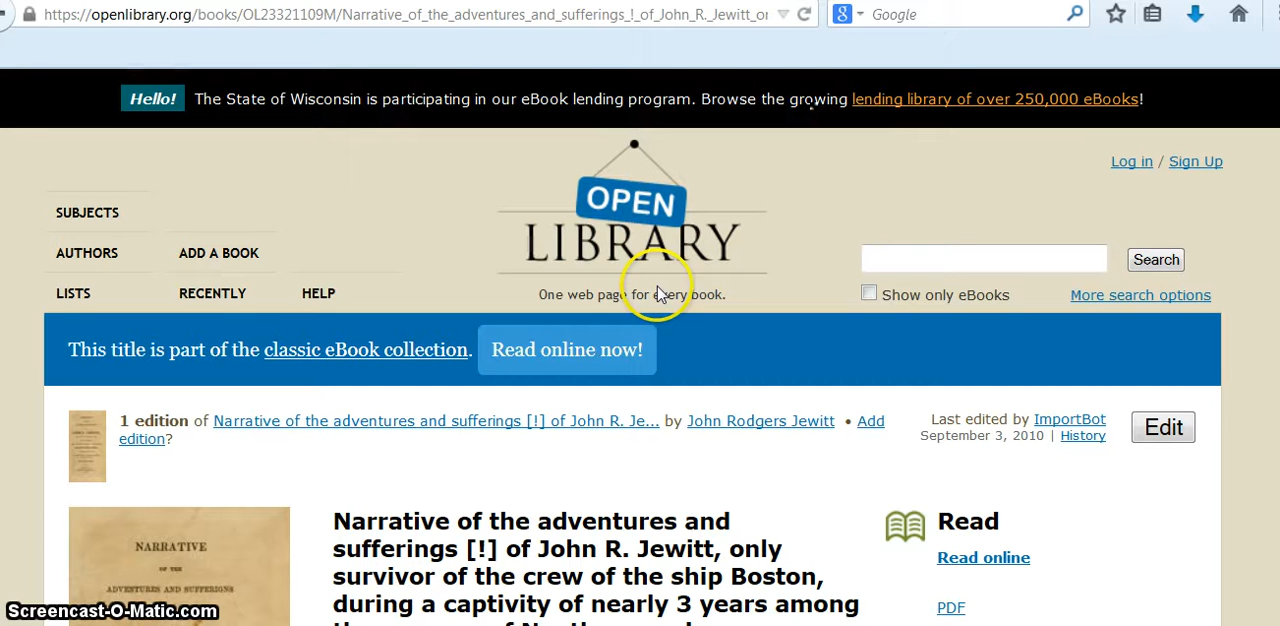 https://openlibrary.org/books/OL23321109M/Narrative_of_the_adventures_and_sufferings_!_of_John_R._Jewitt_or
Google
Hello! The State of Wisconsin is participating in our eBook lending program. Browse the growing lending library of over 250,000 eBooks!
Log in / Sign Up
OPEN
LIBRARY
One web page for every book.
SUBJECTS
AUTHORS ADD A BOOK
LISTS RECENTLY HELP
Search
Show only eBooks More search options
This title is part of the classic eBook collection. Read online now!
1 edition of Narrative of the adventures and sufferings [!] of John R. Je... by John Rodgers Jewitt • Add
edition?
Last edited by ImportBot
September 3, 2010 | History
Edit
NARRATIVE
OF THE
ADVENTURES AND SUFFERINGS
Narrative of the adventures and
sufferings [!] of John R. Jewitt, only
survivor of the crew of the ship Boston,
during a captivity of nearly 3 years among
Read
Read online
PDF
Screencast-O-Matic.com